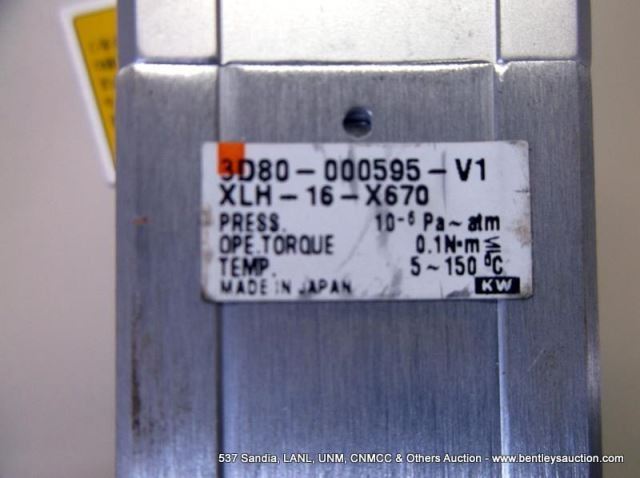 3D80-000595-V1
XLH-16-X670
PRESS. 10⁻⁶ Pa~atm
OPE.TORQUE 0.1N·m≦
TEMP. 5~150℃
MADE IN JAPAN KW
537 Sandia, LANL, UNM, CNMCC & Others Auction - www.bentleysauction.com